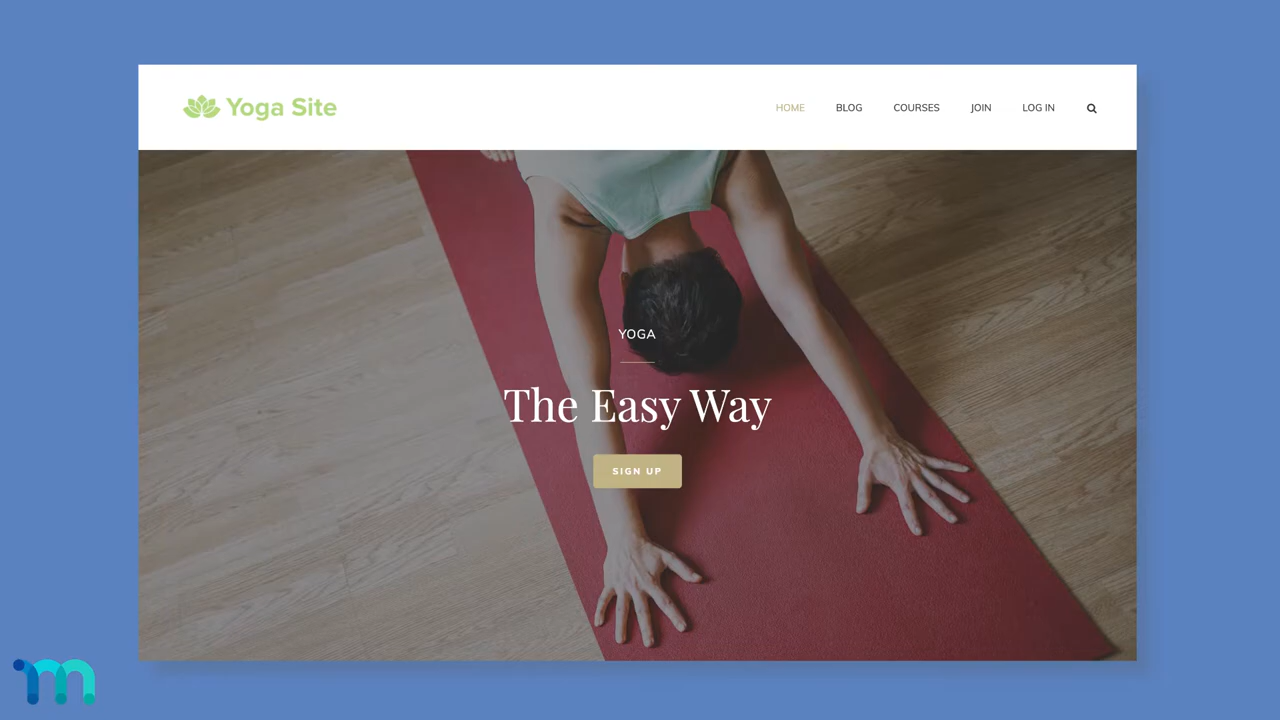 Yoga Site
HOME BLOG COURSES JOIN LOG IN
YOGA
The Easy Way
SIGN UP
m